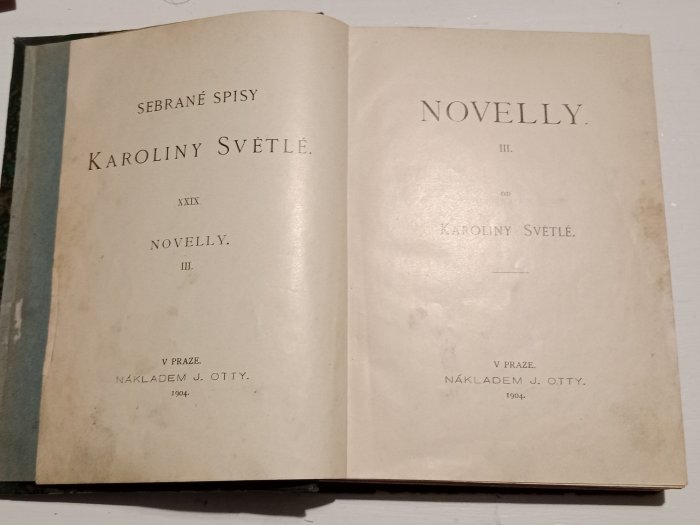 SEBRANÉ SPISY
KAROLINY SVĚTLÉ.
XXIX
NOVELLY.
III.
V PRAZE.
NÁKLADEM J. OTTY.
1904.
NOVELLY.
III.
OD
KAROLINY SVĚTLÉ.
V PRAZE.
NÁKLADEM J. OTTY.
1904.